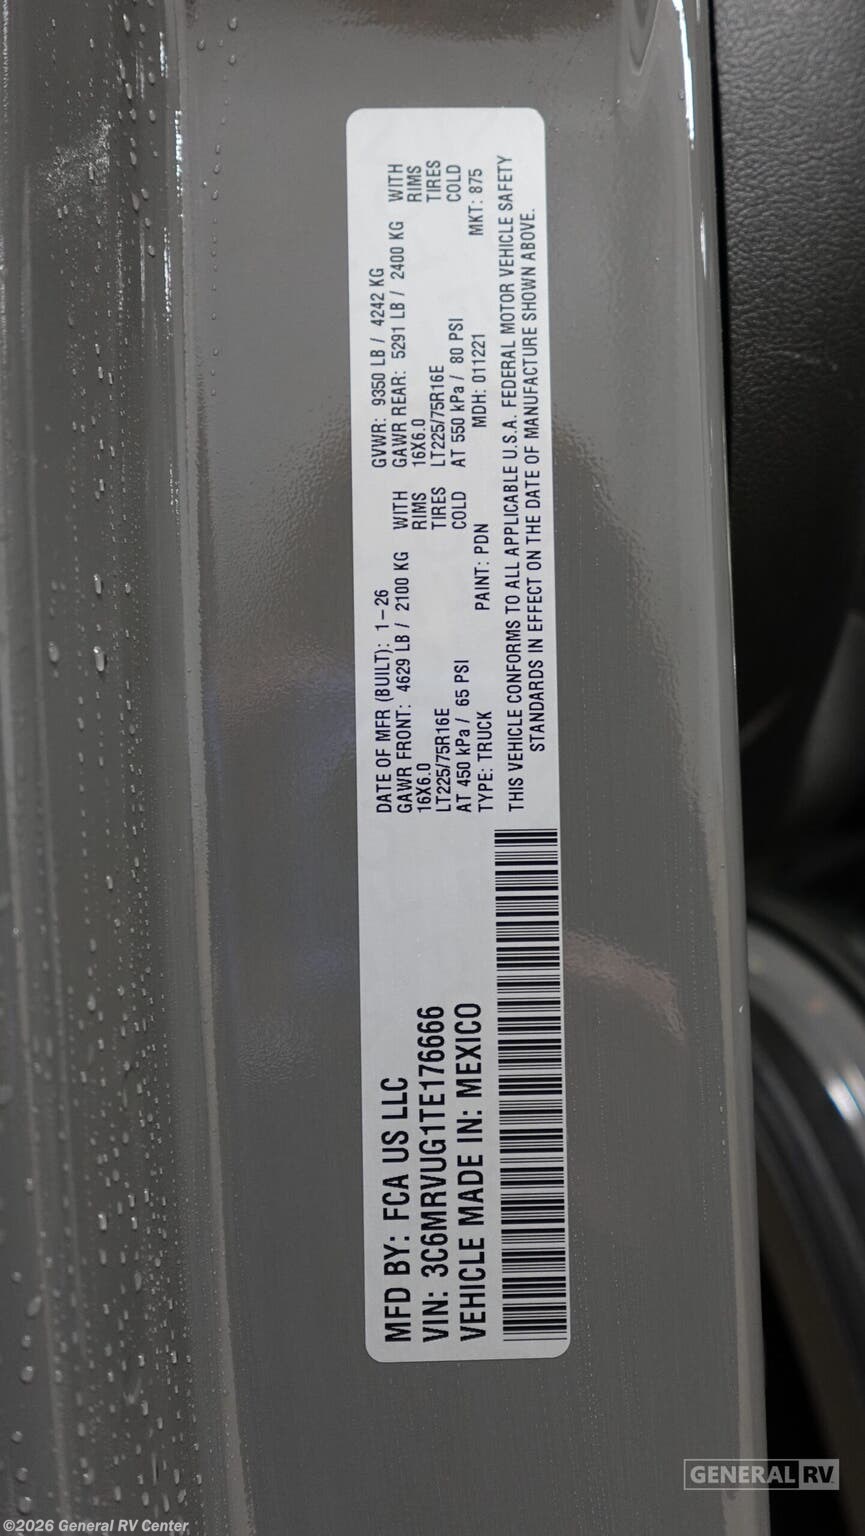 MFD BY: FCA US LLC
VIN: 3C6MRVUG1TE176666
VEHICLE MADE IN: MEXICO
DATE OF MFR (BUILT): 1-26
GVWR: 9350 LB / 4242 KG
GAWR FRONT: 4629 LB / 2100 KG WITH
GAWR REAR: 5291 LB / 2400 KG WITH
16X6.0 RIMS
16X6.0 RIMS
LT225/75R16E TIRES
LT225/75R16E TIRES
AT 450 kPa / 65 PSI COLD
AT 550 kPa / 80 PSI COLD
TYPE: TRUCK PAINT: PDN MDH: 011221 MKT: 875
THIS VEHICLE CONFORMS TO ALL APPLICABLE U.S.A. FEDERAL MOTOR VEHICLE SAFETY
STANDARDS IN EFFECT ON THE DATE OF MANUFACTURE SHOWN ABOVE.
GENERAL RV
©2026 General RV Center